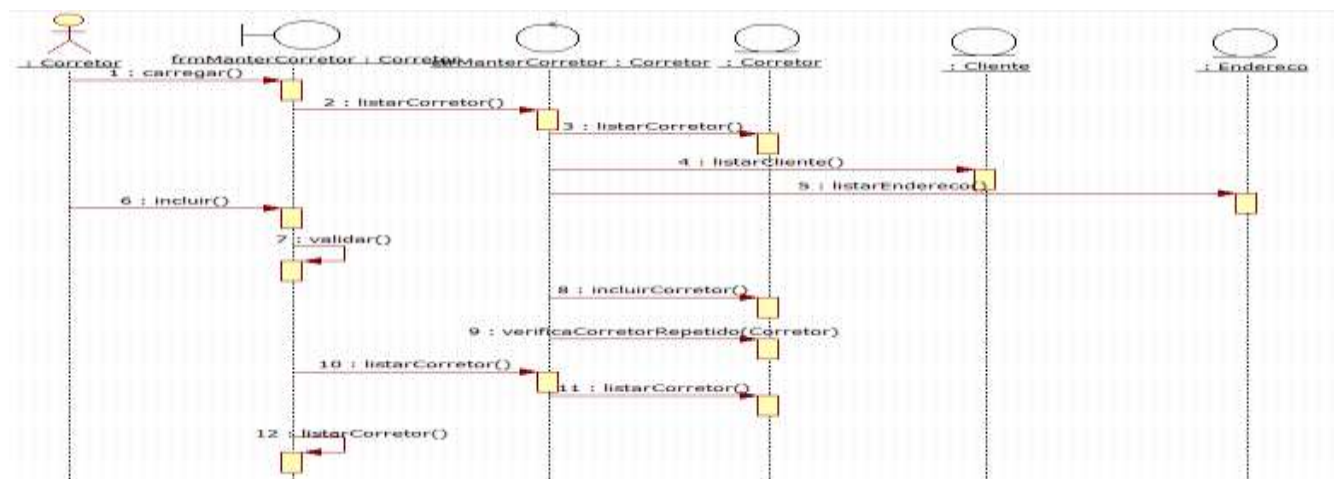 : Corretor
frmManterCorretor : Corretor
ManterCorretor : Corretor
: Corretor
: Cliente
: Endereco
1 : carregar()
2 : listarCorretor()
3 : listarCorretor()
4 : listarCliente()
5 : listarEndereco()
6 : incluir()
7 : validar()
8 : incluirCorretor()
9 : verificaCorretorRepetido(Corretor)
10 : listarCorretor()
11 : listarCorretor()
12 : listarCorretor()